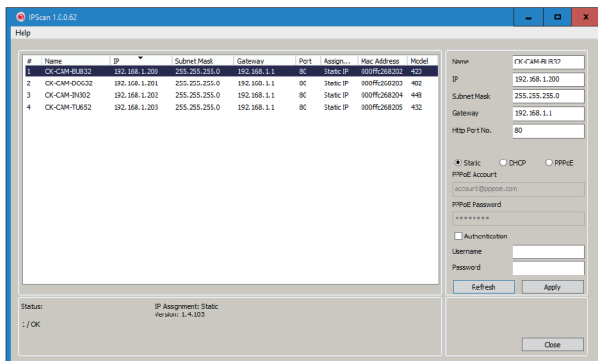 IPScan 1.0.0.62
Help
# Name IP Subnet Mask Gateway Port Assign... Mac Address Model
1 CK-CAM-BU832 192.168.1.200 255.255.255.0 192.168.1.1 80 Static IP 000ffc268202 423
2 CK-CAM-DO632 192.168.1.201 255.255.255.0 192.168.1.1 80 Static IP 000ffc268203 482
3 CK-CAM-IN302 192.168.1.202 255.255.255.0 192.168.1.1 80 Static IP 000ffc268204 448
4 CK-CAM-TU652 192.168.1.203 255.255.255.0 192.168.1.1 80 Static IP 000ffc268205 432
Name CK-CAM-BU832
IP 192.168.1.200
Subnet Mask 255.255.255.0
Gateway 192.168.1.1
Http Port No. 80
Static DHCP PPPoE
PPPoE Account
account@pppoe.com
PPPoE Password
********
Authentication
Username
Password
Refresh Apply
Status: IP Assignment: Static
Version: 1.4.103
1 / OK
Close